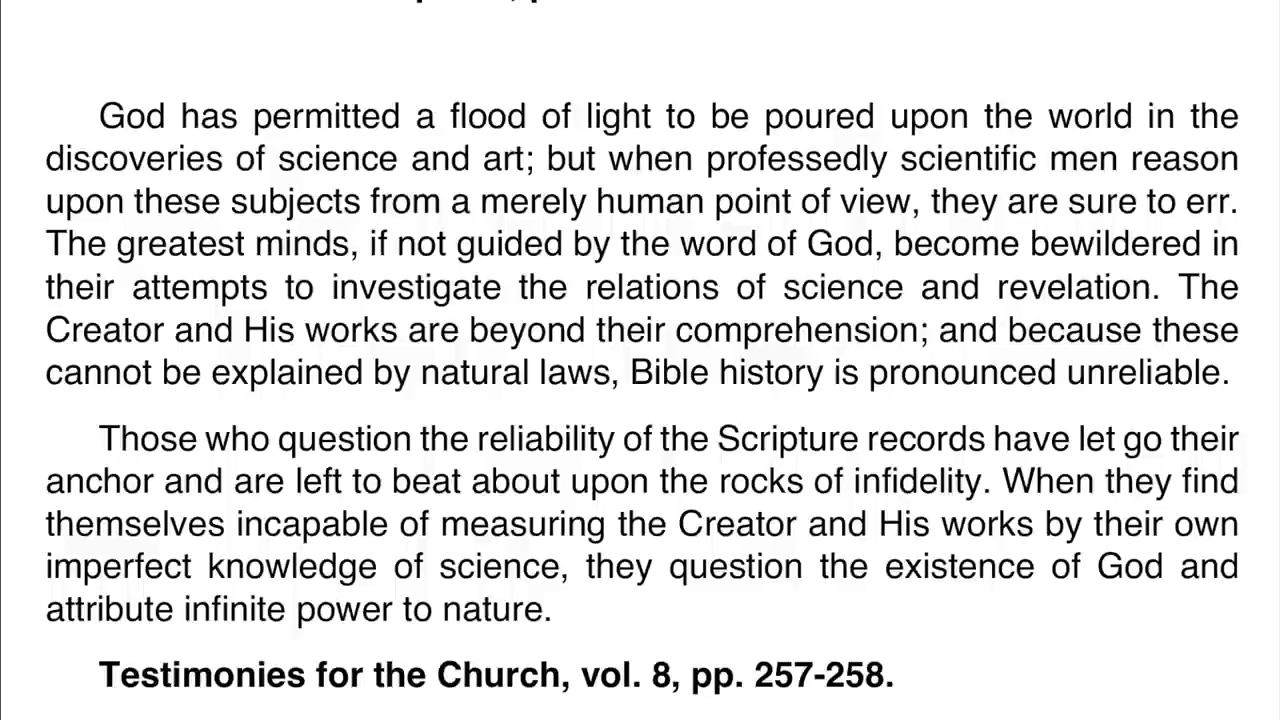 God has permitted a flood of light to be poured upon the world in the
discoveries of science and art; but when professedly scientific men reason
upon these subjects from a merely human point of view, they are sure to err.
The greatest minds, if not guided by the word of God, become bewildered in
their attempts to investigate the relations of science and revelation. The
Creator and His works are beyond their comprehension; and because these
cannot be explained by natural laws, Bible history is pronounced unreliable.
Those who question the reliability of the Scripture records have let go their
anchor and are left to beat about upon the rocks of infidelity. When they find
themselves incapable of measuring the Creator and His works by their own
imperfect knowledge of science, they question the existence of God and
attribute infinite power to nature.
Testimonies for the Church, vol. 8, pp. 257-258.